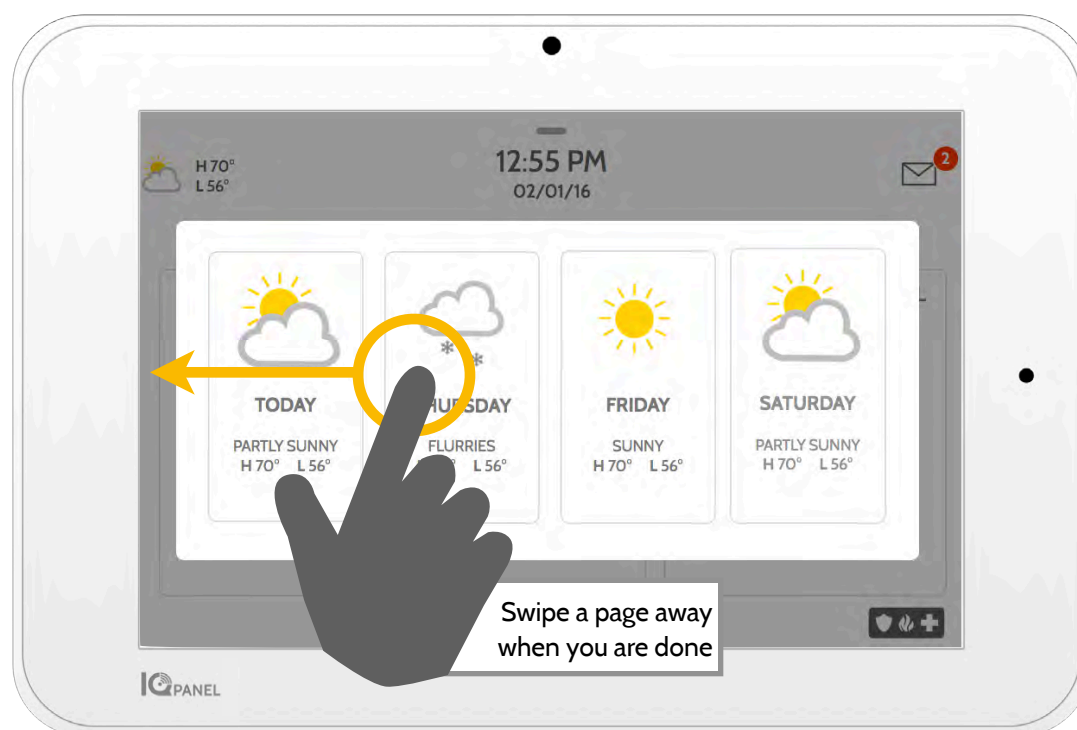 H 70°
L 56°
12:55 PM
02/01/16
2
TODAY
PARTLY SUNNY
H 70° L 56°
FLURRIES
L 56°
FRIDAY
SUNNY
H 70° L 56°
SATURDAY
PARTLY SUNNY
H 70° L 56°
Swipe a page away
when you are done
IQ PANEL